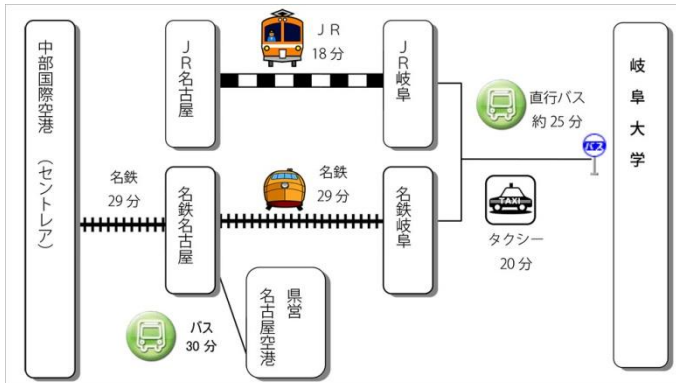 中部国際空港 (セントレア)
JR名古屋
JR
18分
JR岐阜
直行バス
約25分
バス
岐阜大学
名鉄
29分
名鉄名古屋
名鉄
29分
名鉄岐阜
TAXI
タクシー
20分
バス
30分
県営
名古屋空港